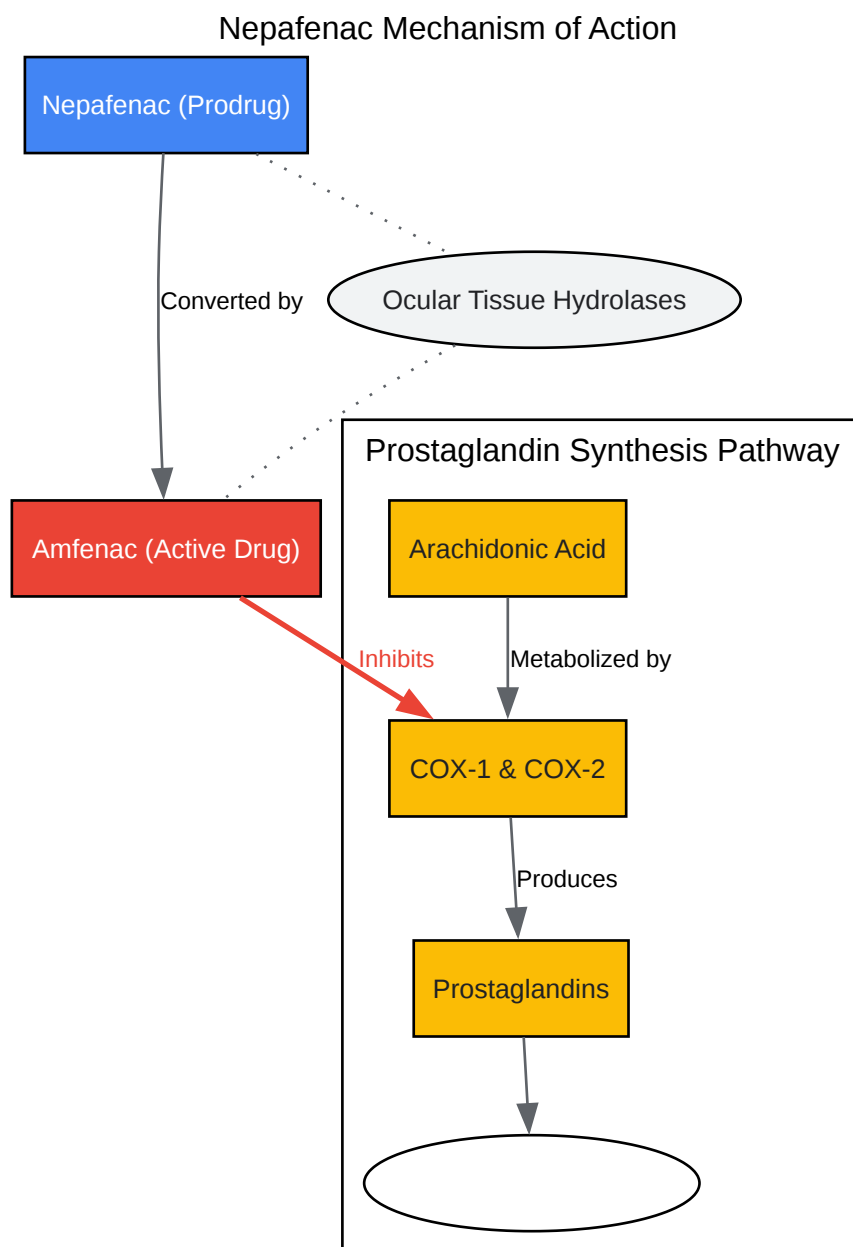 Nepafenac Mechanism of Action
Nepafenac (Prodrug)
Converted by
Ocular Tissue Hydrolases
Prostaglandin Synthesis Pathway
Amfenac (Active Drug)
Arachidonic Acid
Inhibits
Metabolized by
COX-1 & COX-2
Produces
Prostaglandins